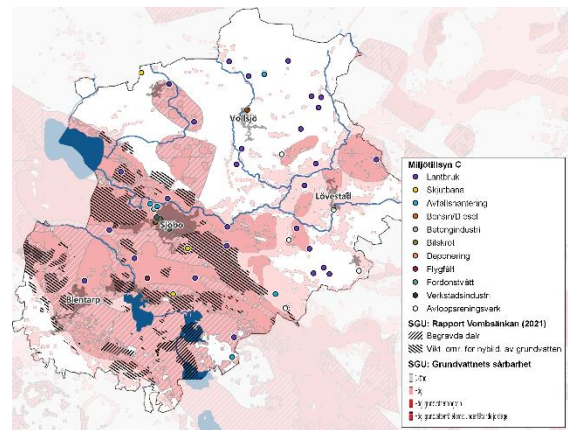 Vollsjö
Lövestad
Sjöbo
Blentarp
Miljötillsyn C
Lantbruk
Skjutbana
Avfallshantering
Bensin/Diesel
Betongindustri
Bilskrot
Deponering
Flygfält
Fordonstvätt
Verkstadsindustri
Avloppsreningsverk
SGU: Rapport Vombsänkan (2021)
Begravda dalar
Vikt. omr. för nybild. av grundvatten
SGU: Grundvattnets sårbarhet